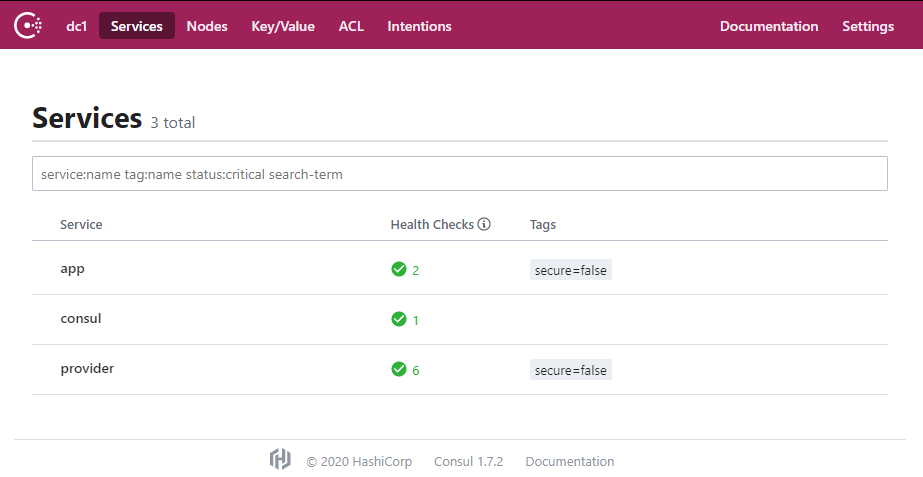 dc1 Services Nodes Key/Value ACL Intentions Documentation Settings
Services 3 total
service:name tag:name status:critical search-term
Service Health Checks Tags
app 2 secure=false
consul 1
provider 6 secure=false
© 2020 HashiCorp Consul 1.7.2 Documentation